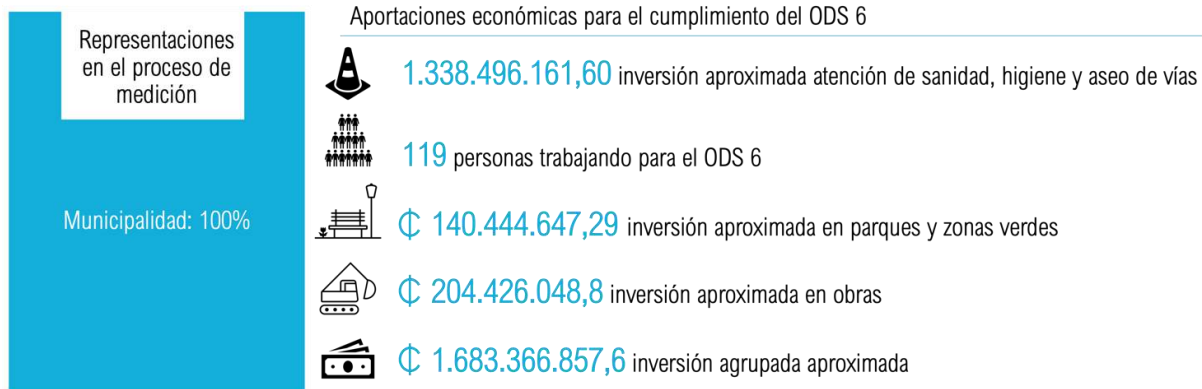 Representaciones
en el proceso de
medición
Municipalidad: 100%
Aportaciones económicas para el cumplimiento del ODS 6
1.338.496.161,60 inversión aproximada atención de sanidad, higiene y aseo de vías
119 personas trabajando para el ODS 6
₡ 140.444.647,29 inversión aproximada en parques y zonas verdes
₡ 204.426.048,8 inversión aproximada en obras
₡ 1.683.366.857,6 inversión agrupada aproximada